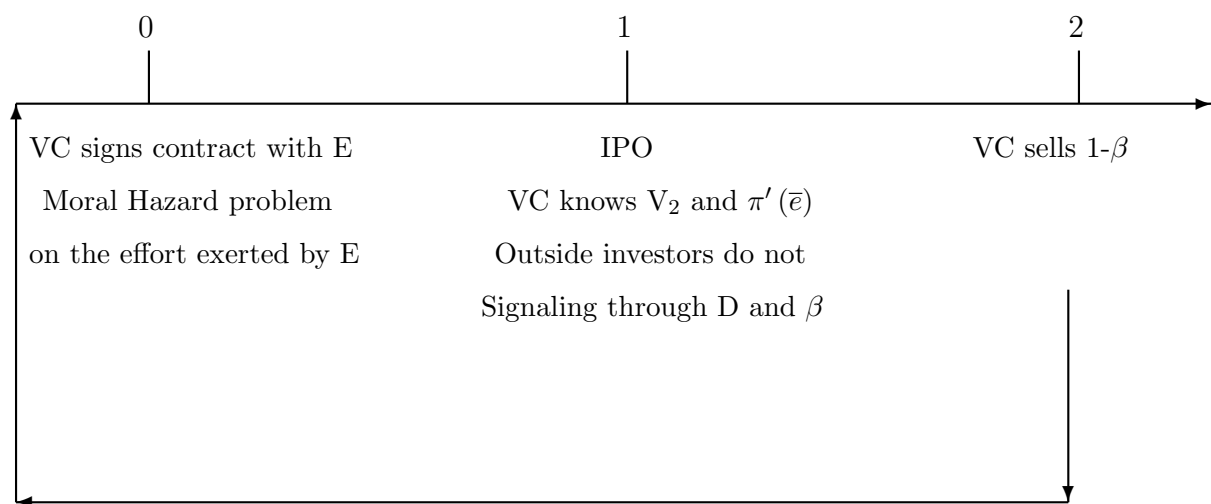 0
1
2
VC signs contract with E
Moral Hazard problem
on the effort exerted by E
IPO
VC knows V₂ and π′ (e̅)
Outside investors do not
Signaling through D and β
VC sells 1-β